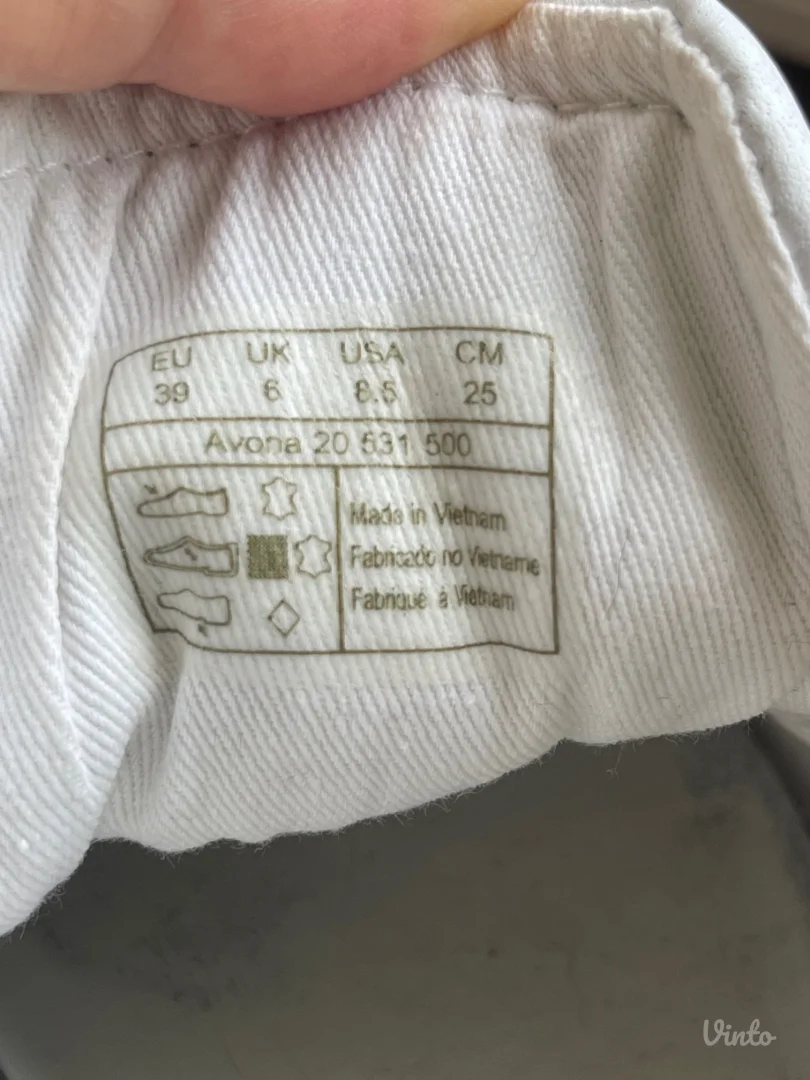 EU UK USA CM
39 6 8.5 25
Avona 20 531 500
Made in Vietnam
Fabricado no Vietname
Fabriqué à Vietnam
Vinto